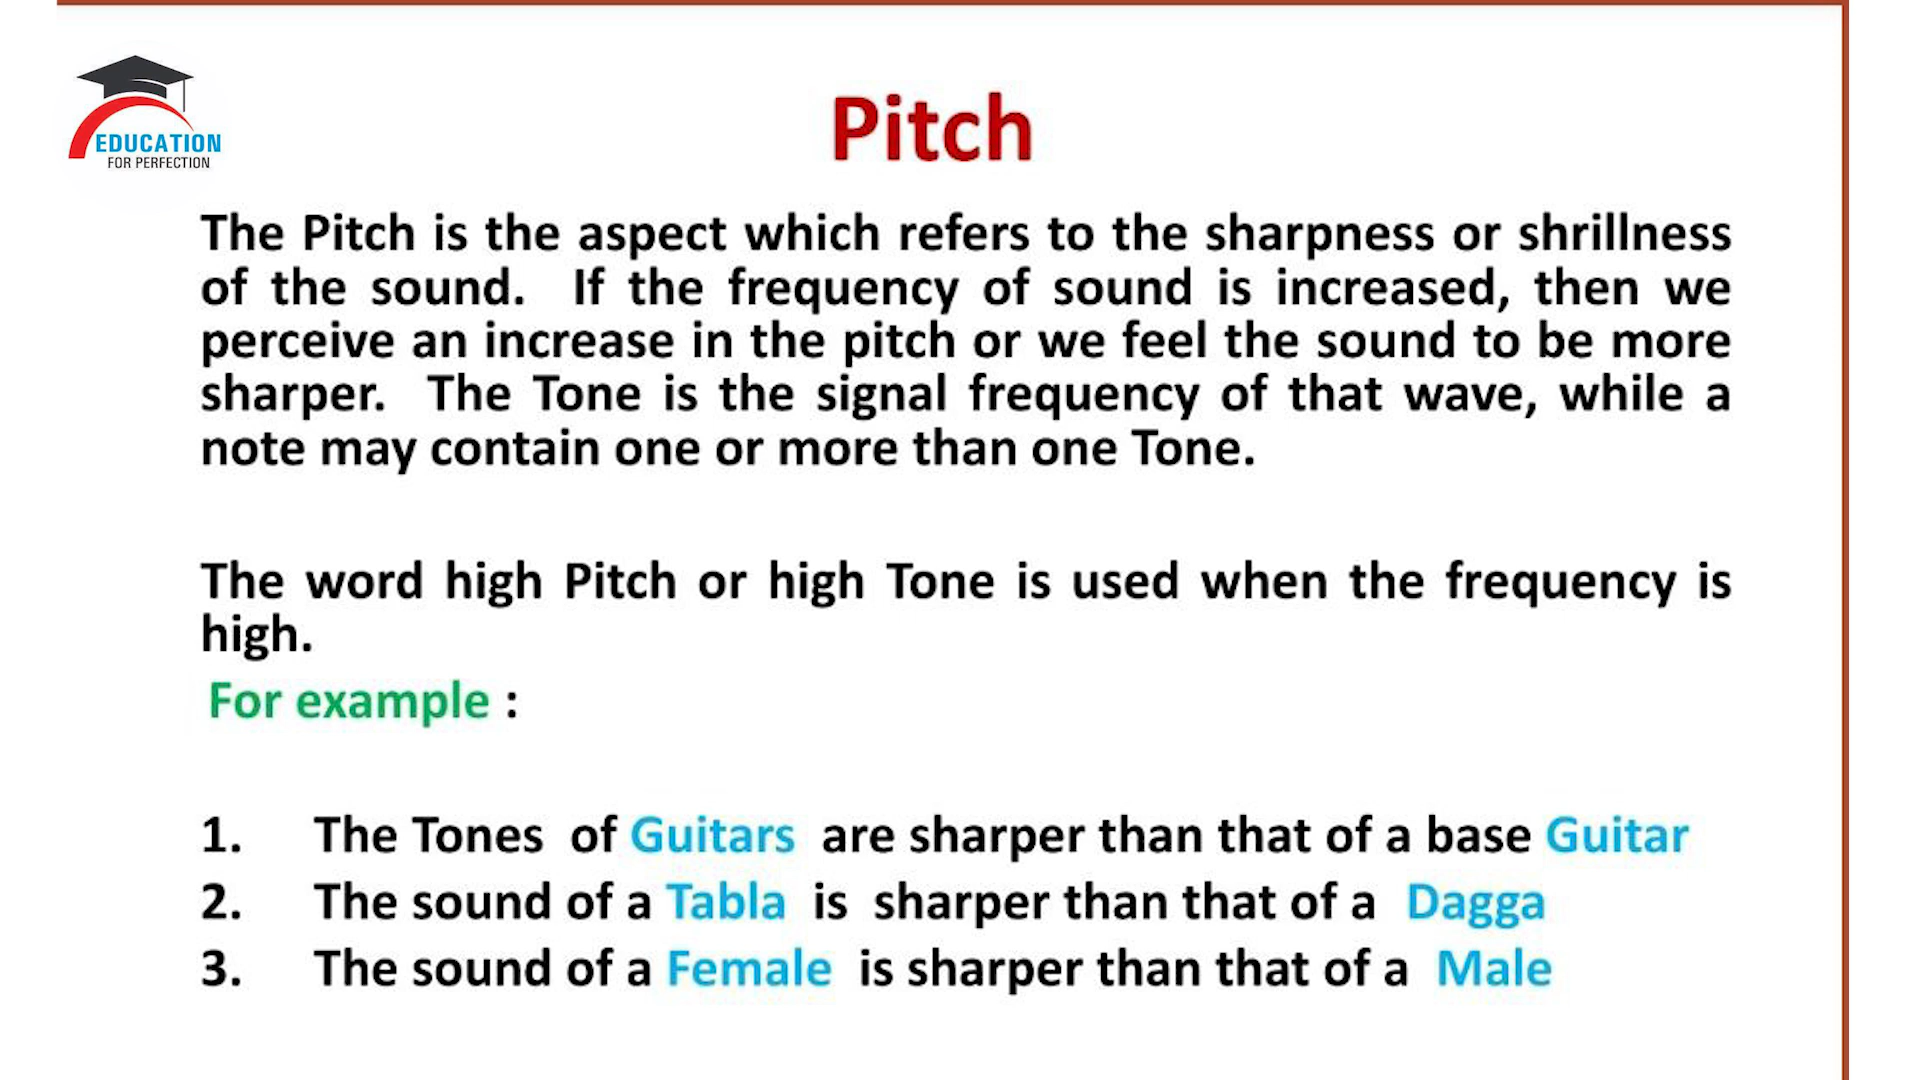 EDUCATION
FOR PERFECTION
Pitch
The Pitch is the aspect which refers to the sharpness or shrillness
of the sound. If the frequency of sound is increased, then we
perceive an increase in the pitch or we feel the sound to be more
sharper. The Tone is the signal frequency of that wave, while a
note may contain one or more than one Tone.
The word high Pitch or high Tone is used when the frequency is
high.
For example :
1. The Tones of Guitars are sharper than that of a base Guitar
2. The sound of a Tabla is sharper than that of a Dagga
3. The sound of a Female is sharper than that of a Male